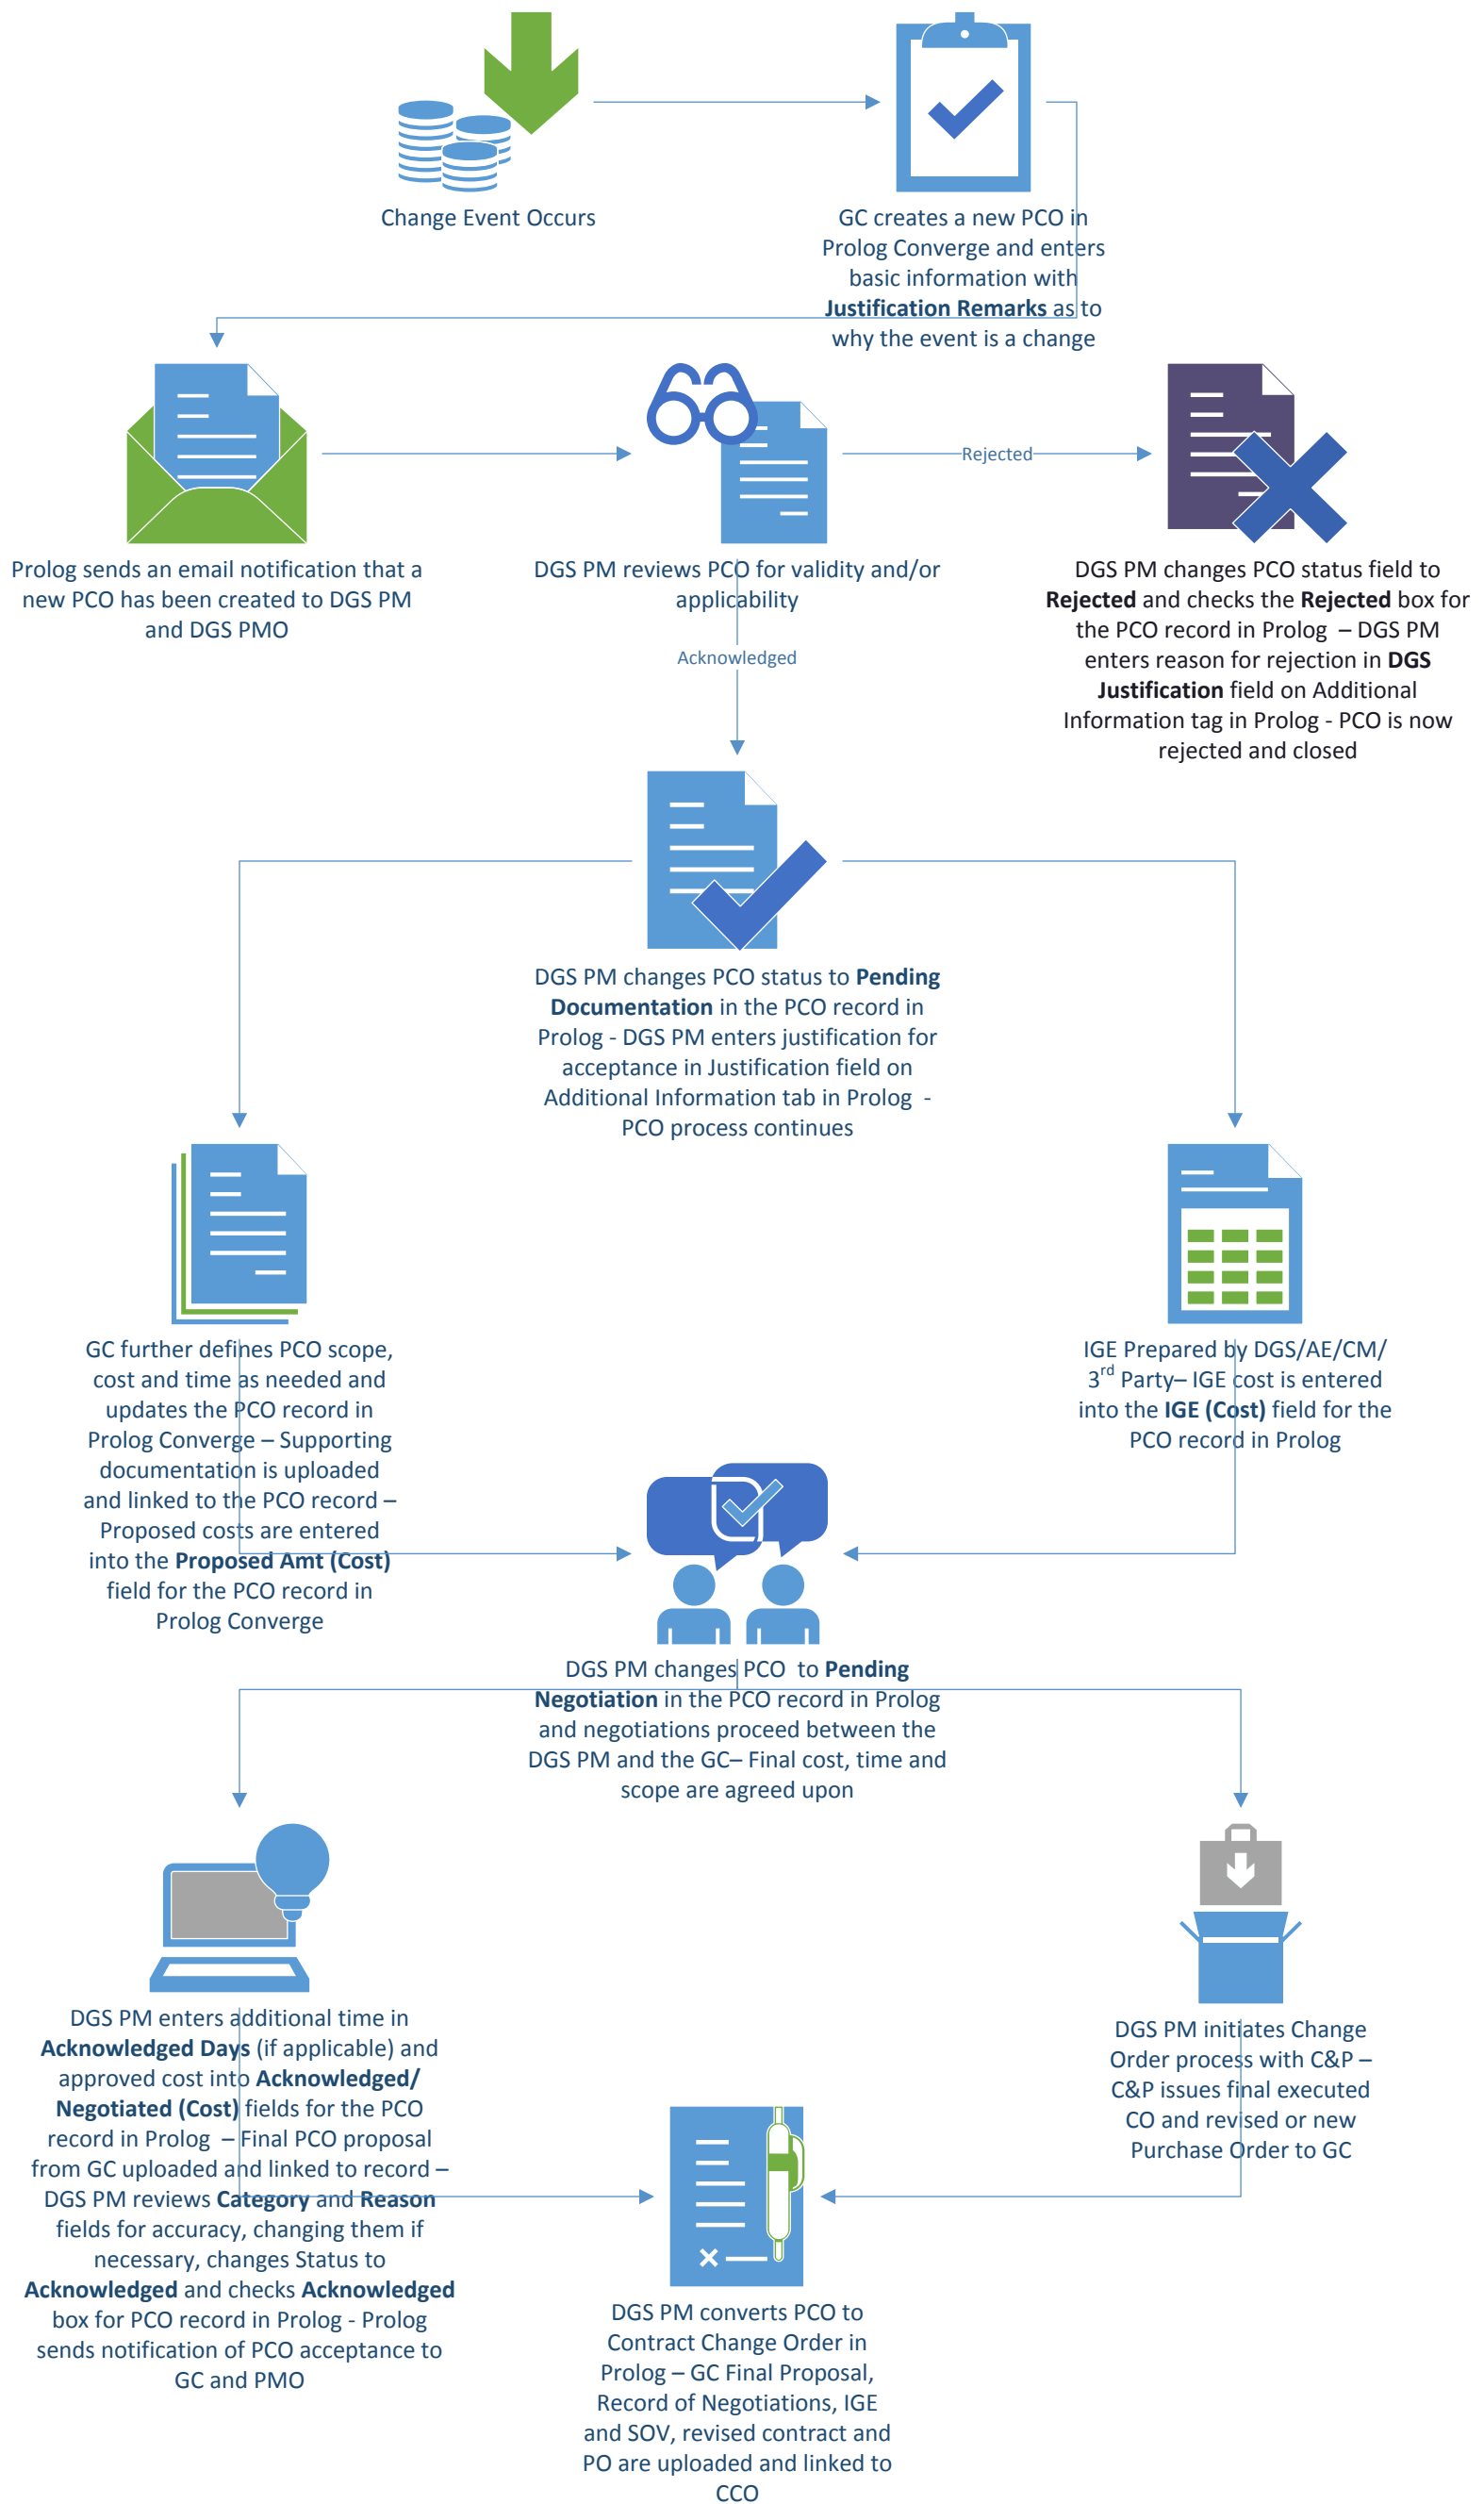 Change Event Occurs
GC creates a new PCO in
Prolog Converge and enters
basic information with
Justification Remarks as to
why the event is a change
Prolog sends an email notification that a
new PCO has been created to DGS PM
and DGS PMO
DGS PM reviews PCO for validity and/or
applicability
Rejected
DGS PM changes PCO status field to
Rejected and checks the Rejected box for
the PCO record in Prolog – DGS PM
enters reason for rejection in DGS
Justification field on Additional
Information tag in Prolog - PCO is now
rejected and closed
Acknowledged
DGS PM changes PCO status to Pending
Documentation in the PCO record in
Prolog - DGS PM enters justification for
acceptance in Justification field on
Additional Information tab in Prolog -
PCO process continues
GC further defines PCO scope,
cost and time as needed and
updates the PCO record in
Prolog Converge – Supporting
documentation is uploaded
and linked to the PCO record –
Proposed costs are entered
into the Proposed Amt (Cost)
field for the PCO record in
Prolog Converge
IGE Prepared by DGS/AE/CM/
3rd Party– IGE cost is entered
into the IGE (Cost) field for the
PCO record in Prolog
DGS PM changes PCO to Pending
Negotiation in the PCO record in Prolog
and negotiations proceed between the
DGS PM and the GC– Final cost, time and
scope are agreed upon
DGS PM enters additional time in
Acknowledged Days (if applicable) and
approved cost into Acknowledged/
Negotiated (Cost) fields for the PCO
record in Prolog – Final PCO proposal
from GC uploaded and linked to record –
DGS PM reviews Category and Reason
fields for accuracy, changing them if
necessary, changes Status to
Acknowledged and checks Acknowledged
box for PCO record in Prolog - Prolog
sends notification of PCO acceptance to
GC and PMO
DGS PM initiates Change
Order process with C&P –
C&P issues final executed
CO and revised or new
Purchase Order to GC
DGS PM converts PCO to
Contract Change Order in
Prolog – GC Final Proposal,
Record of Negotiations, IGE
and SOV, revised contract and
PO are uploaded and linked to
CCO